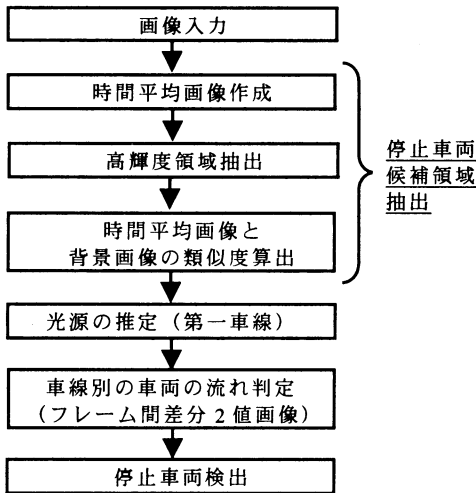 画像入力
時間平均画像作成
高輝度領域抽出
時間平均画像と
背景画像の類似度算出
停止車両
候補領域
抽出
光源の推定（第一車線）
車線別の車両の流れ判定
（フレーム間差分２値画像）
停止車両検出